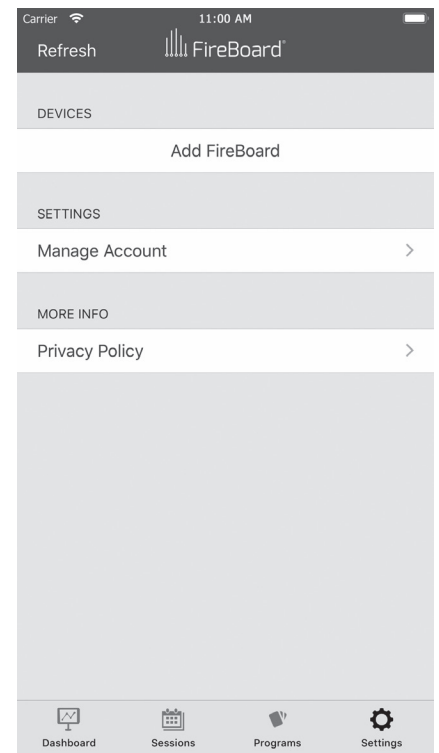 Carrier 11:00 AM
Refresh FireBoard®
DEVICES
Add FireBoard
SETTINGS
Manage Account
MORE INFO
Privacy Policy
Dashboard Sessions Programs Settings